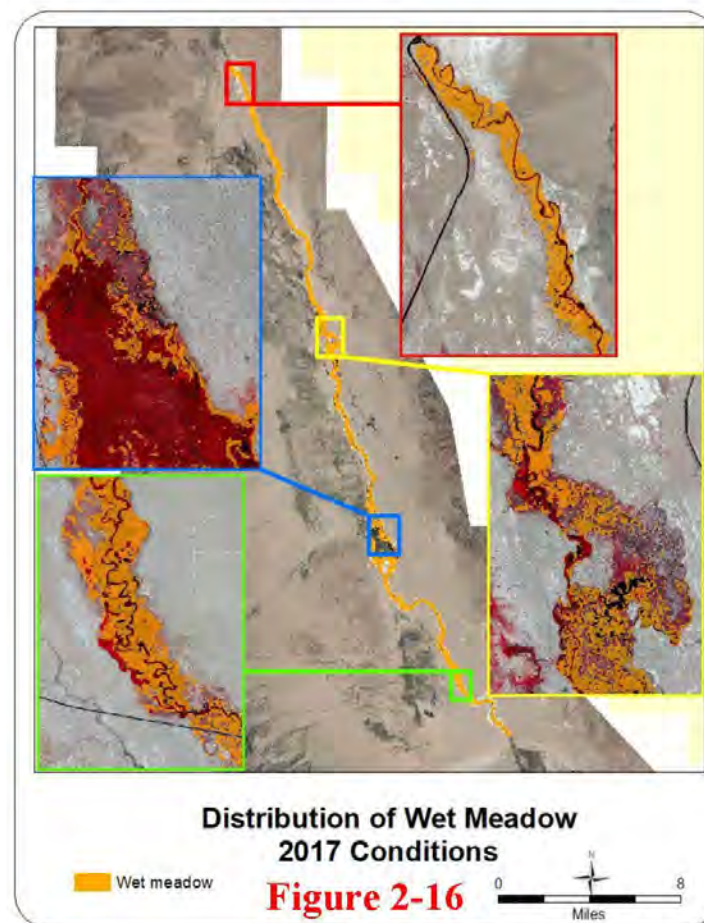 Distribution of Wet Meadow
2017 Conditions
Wet meadow
Figure 2-16
N
0 8
Miles